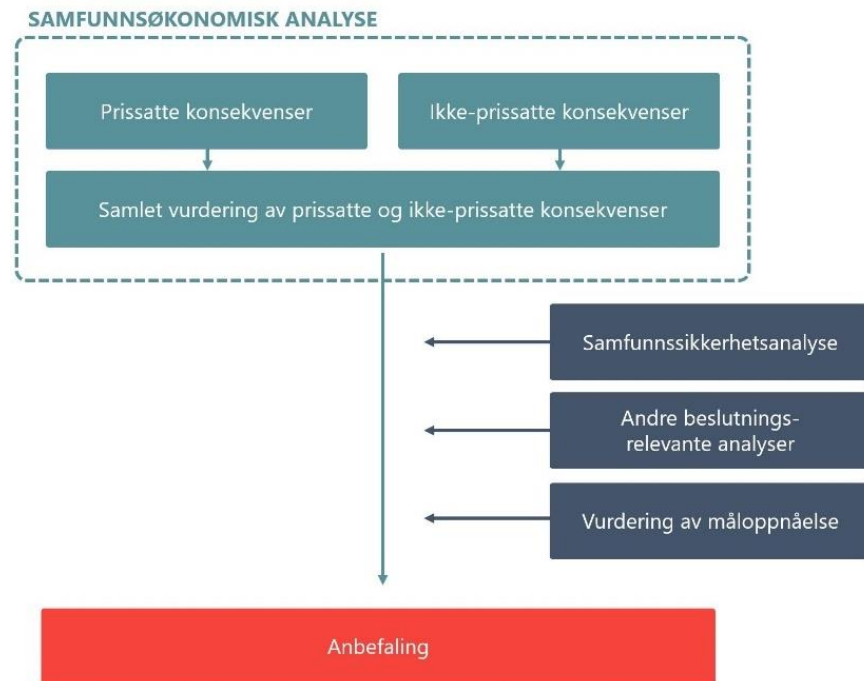 SAMFUNNSØKONOMISK ANALYSE
Prissatte konsekvenser
Ikke-prissatte konsekvenser
Samlet vurdering av prissatte og ikke-prissatte konsekvenser
Samfunnssikkerhetsanalyse
Andre beslutnings-
relevante analyser
Vurdering av måloppnåelse
Anbefaling